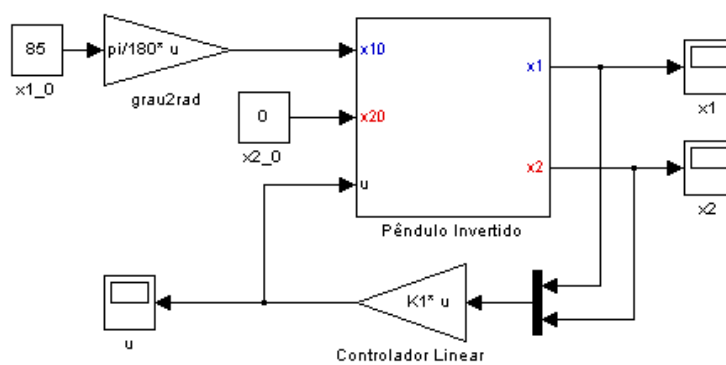 85
x1_0
pi/180* u
grau2rad
0
x2_0
x10
x20
u
x1
x2
Pêndulo Invertido
x1
x2
u
K1* u
Controlador Linear